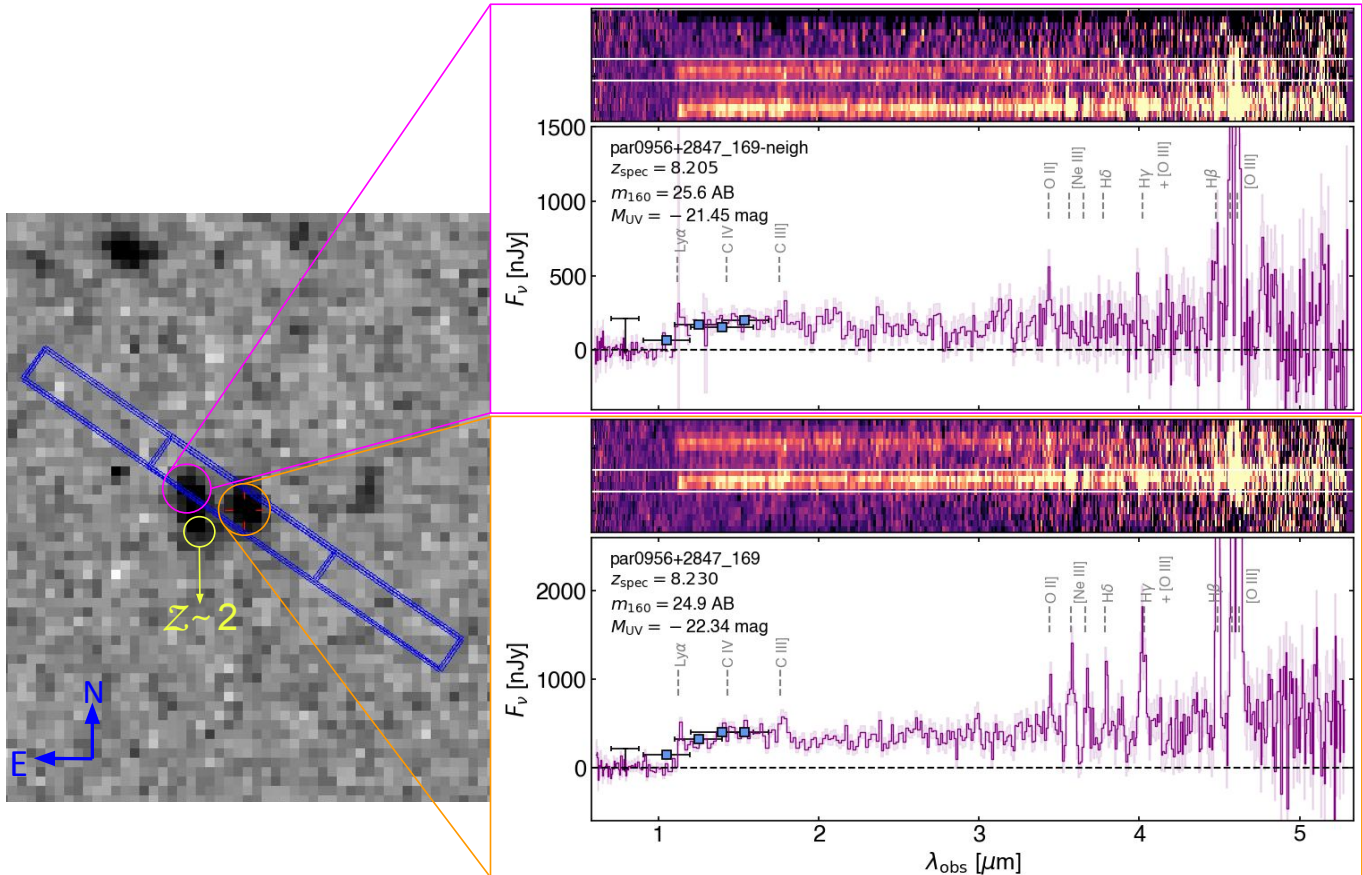 z~2
N
E
1500
1000
500
0
F_ν [nJy]
par0956+2847_169-neigh
z_spec = 8.205
m_160 = 25.6 AB
M_UV = −21.45 mag
Lyα
C IV
C III]
O II]
[Ne III]
Hδ
Hγ
+ [O III]
Hβ
[O III]
2000
1000
0
F_ν [nJy]
par0956+2847_169
z_spec = 8.230
m_160 = 24.9 AB
M_UV = −22.34 mag
Lyα
C IV
C III]
O II]
[Ne III]
Hδ
Hγ
+ [O III]
Hβ
[O III]
1 2 3 4 5
λ_obs [μm]